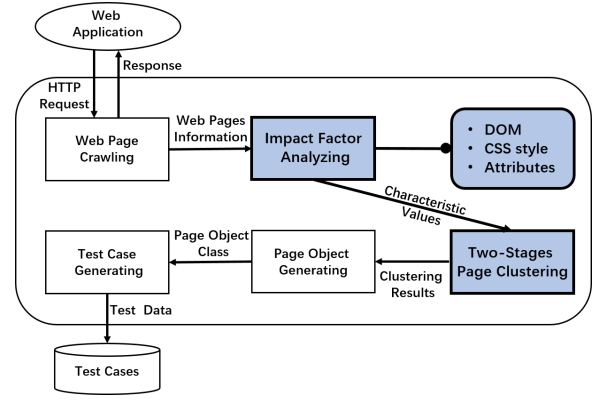 Web
Application
Response
HTTP
Request
Web Page
Crawling
Web Pages
Information
Impact Factor
Analyzing
• DOM
• CSS style
• Attributes
Characteristic
Values
Test Case
Generating
Page Object
Class
Page Object
Generating
Clustering
Results
Two-Stages
Page Clustering
Test Data
Test Cases